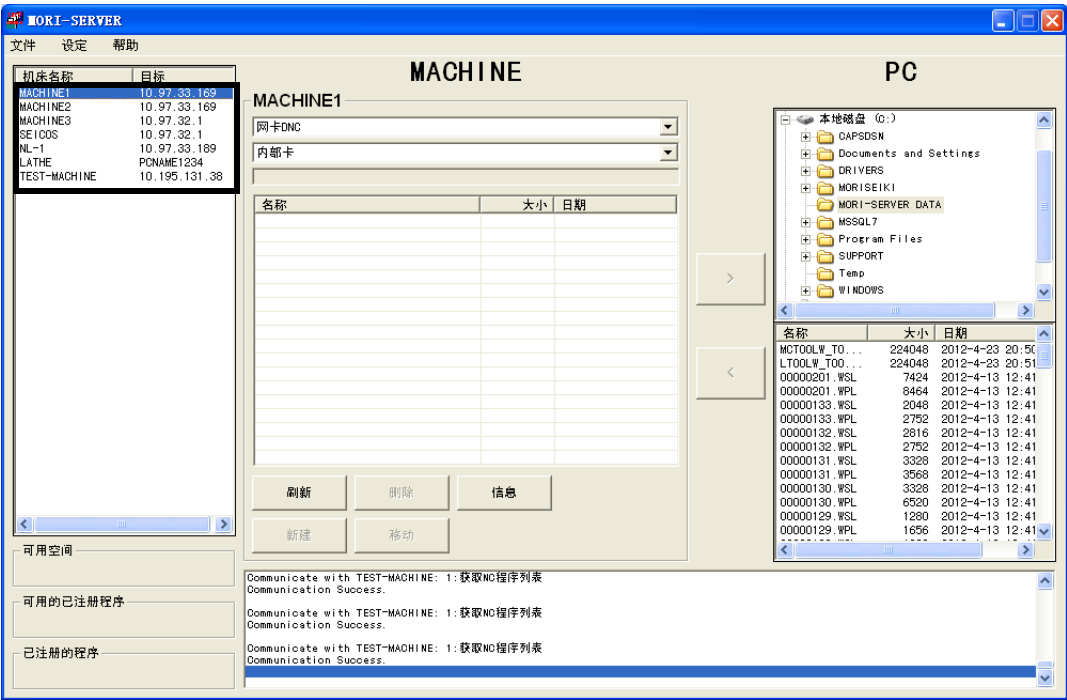 MORI-SERVER
文件 设定 帮助
机床名称 目标
MACHINE1 10.97.33.169
MACHINE2 10.97.33.169
MACHINE3 10.97.32.1
SEICOS 10.97.32.1
NL-1 10.97.33.189
LATHE PCNAME1234
TEST-MACHINE 10.195.131.38
可用空间
可用的已注册程序
已注册的程序
MACHINE
MACHINE1
网卡DNC
内部卡
名称 大小 日期
刷新 删除 信息
新建 移动
>
<
PC
本地磁盘 (C:)
CAPSDSN
Documents and Settings
DRIVERS
MORISEIKI
MORI-SERVER DATA
MSSQL7
Program Files
SUPPORT
Temp
WINDOWS
名称 大小 日期
MCTOOLW_TO... 224048 2012-4-23 20:50
LTOOLW_TOO... 224048 2012-4-23 20:51
00000201.WSL 7424 2012-4-13 12:41
00000201.WPL 8464 2012-4-13 12:41
00000133.WSL 2048 2012-4-13 12:41
00000133.WPL 2752 2012-4-13 12:41
00000132.WSL 2816 2012-4-13 12:41
00000132.WPL 2752 2012-4-13 12:41
00000131.WSL 3328 2012-4-13 12:41
00000131.WPL 3568 2012-4-13 12:41
00000130.WSL 3328 2012-4-13 12:41
00000130.WPL 6520 2012-4-13 12:41
00000129.WSL 1280 2012-4-13 12:41
00000129.WPL 1656 2012-4-13 12:41
Communicate with TEST-MACHINE: 1:获取NC程序列表
Communication Success.
Communicate with TEST-MACHINE: 1:获取NC程序列表
Communication Success.
Communicate with TEST-MACHINE: 1:获取NC程序列表
Communication Success.